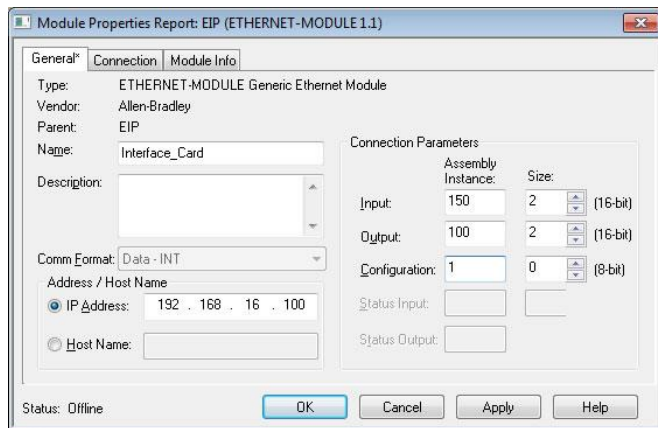 Module Properties Report: EIP (ETHERNET-MODULE 1.1)
General* Connection Module Info
Type: ETHERNET-MODULE Generic Ethernet Module
Vendor: Allen-Bradley
Parent: EIP
Name: Interface_Card
Description:
Comm Format: Data - INT
Address / Host Name
IP Address: 192 . 168 . 16 . 100
Host Name:
Connection Parameters
Assembly
Instance: Size:
Input: 150 2 (16-bit)
Output: 100 2 (16-bit)
Configuration: 1 0 (8-bit)
Status Input:
Status Output:
Status: Offline OK Cancel Apply Help